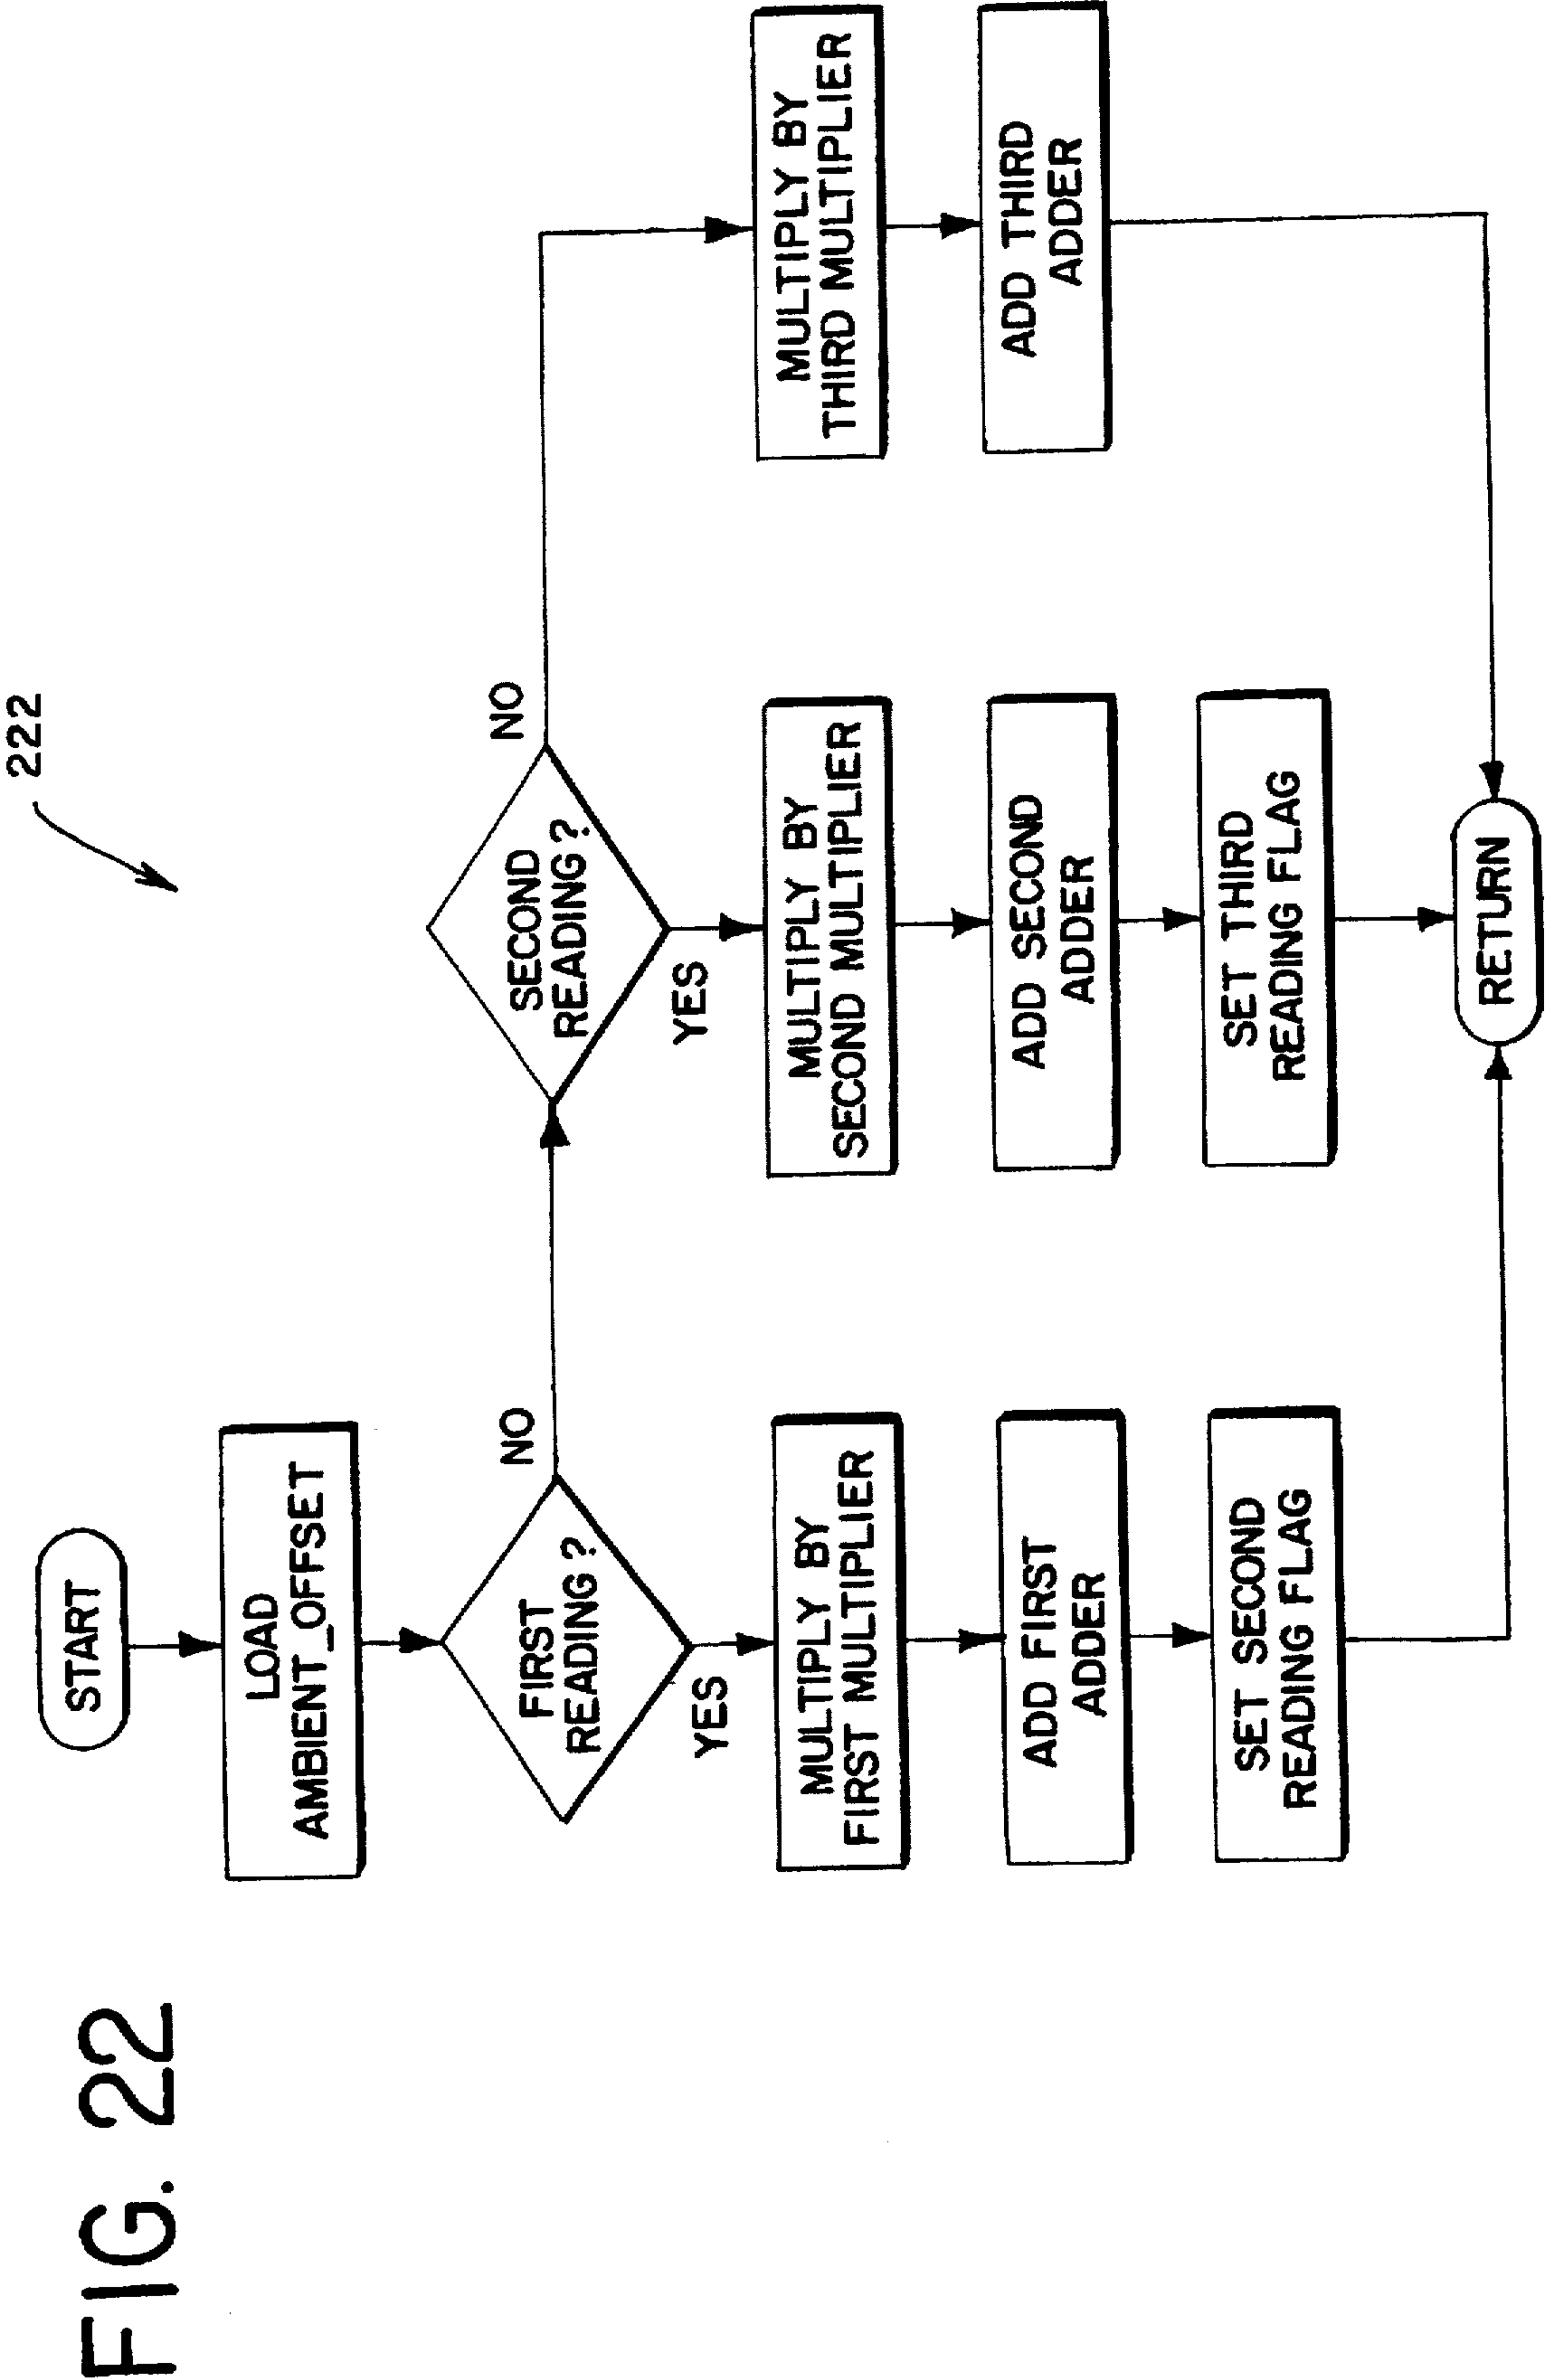 FIG. 22
222
START
LOAD
AMBIENT_OFFSET
FIRST
READING?
NO
YES
SECOND
READING?
NO
YES
MULTIPLY BY
FIRST MULTIPLIER
ADD FIRST
ADDER
SET SECOND
READING FLAG
MULTIPLY BY
SECOND MULTIPLIER
ADD SECOND
ADDER
SET THIRD
READING FLAG
MULTIPLY BY
THIRD MULTIPLIER
ADD THIRD
ADDER
RETURN